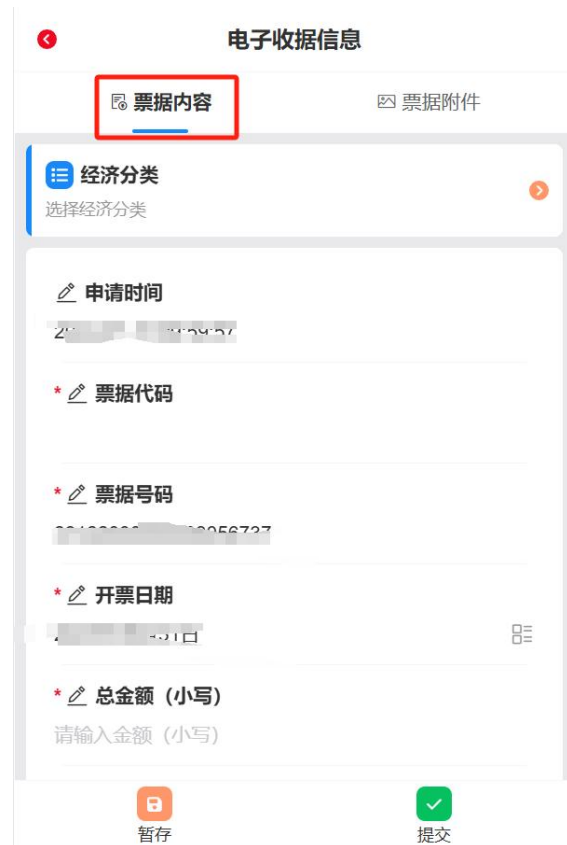 电子收据信息
票据内容
票据附件
经济分类
选择经济分类
申请时间
* 票据代码
* 票据号码
* 开票日期
* 总金额（小写）
请输入金额（小写）
暂存
提交